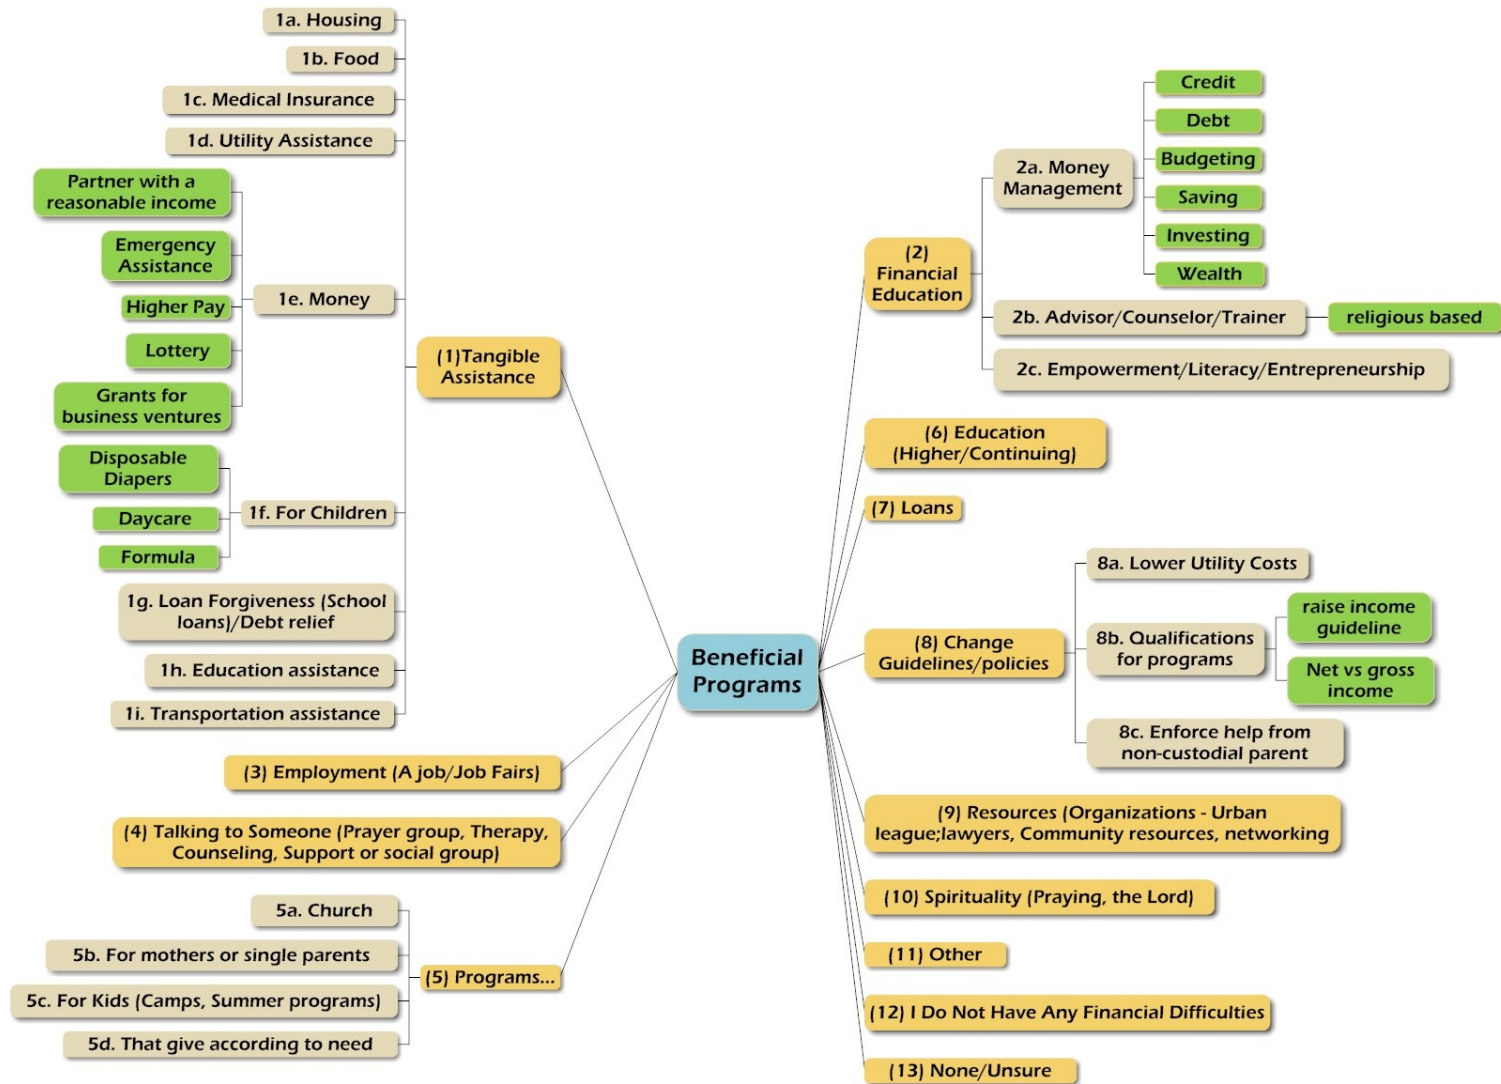 1a. Housing
1b. Food
1c. Medical Insurance
1d. Utility Assistance
Partner with a
reasonable income
Emergency
Assistance
Higher Pay
Lottery
Grants for
business ventures
1e. Money
Disposable
Diapers
Daycare
Formula
1f. For Children
1g. Loan Forgiveness (School
loans)/Debt relief
1h. Education assistance
1i. Transportation assistance
(1)Tangible
Assistance
(3) Employment (A job/Job Fairs)
(4) Talking to Someone (Prayer group, Therapy,
Counseling, Support or social group)
5a. Church
5b. For mothers or single parents
5c. For Kids (Camps, Summer programs)
5d. That give according to need
(5) Programs...
Beneficial
Programs
(2)
Financial
Education
2a. Money
Management
Credit
Debt
Budgeting
Saving
Investing
Wealth
2b. Advisor/Counselor/Trainer
religious based
2c. Empowerment/Literacy/Entrepreneurship
(6) Education
(Higher/Continuing)
(7) Loans
(8) Change
Guidelines/policies
8a. Lower Utility Costs
8b. Qualifications
for programs
raise income
guideline
Net vs gross
income
8c. Enforce help from
non-custodial parent
(9) Resources (Organizations - Urban
league;lawyers, Community resources, networking
(10) Spirituality (Praying, the Lord)
(11) Other
(12) I Do Not Have Any Financial Difficulties
(13) None/Unsure